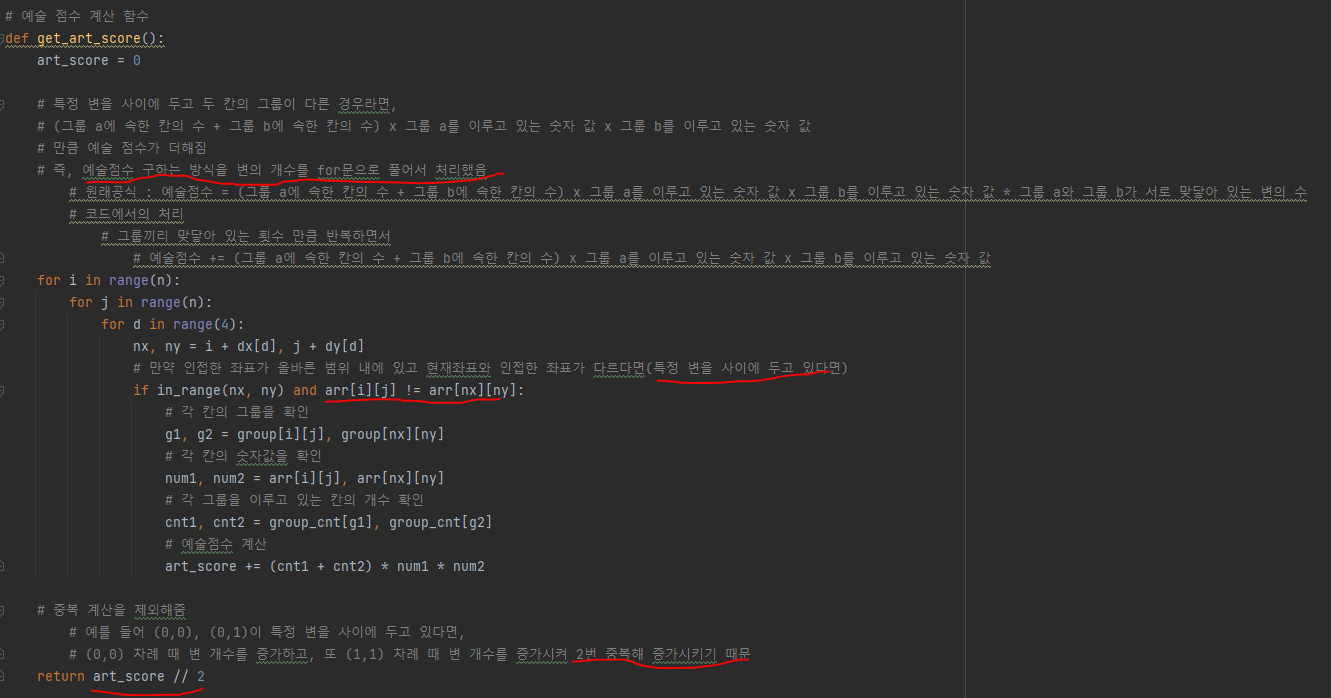 # 예술 점수 계산 함수
def get_art_score():
    art_score = 0
    # 특정 변을 사이에 두고 두 칸의 그룹이 다른 경우라면,
    # (그룹 a에 속한 칸의 수 + 그룹 b에 속한 칸의 수) x 그룹 a를 이루고 있는 숫자 값 x 그룹 b를 이루고 있는 숫자 값
    # 만큼 예술 점수가 더해짐
    # 즉, 예술점수 구하는 방식을 변의 개수를 for문으로 풀어서 처리했음
        # 원래공식 : 예술점수 = (그룹 a에 속한 칸의 수 + 그룹 b에 속한 칸의 수) x 그룹 a를 이루고 있는 숫자 값 x 그룹 b를 이루고 있는 숫자 값 * 그룹 a와 그룹 b가 서로 맞닿아 있는 변의 수
        # 코드에서의 처리
            # 그룹끼리 맞닿아 있는 횟수 만큼 반복하면서
                # 예술점수 += (그룹 a에 속한 칸의 수 + 그룹 b에 속한 칸의 수) x 그룹 a를 이루고 있는 숫자 값 x 그룹 b를 이루고 있는 숫자 값
    for i in range(n):
        for j in range(n):
            for d in range(4):
                nx, ny = i + dx[d], j + dy[d]
                # 만약 인접한 좌표가 올바른 범위 내에 있고 현재좌표와 인접한 좌표가 다르다면(특정 변을 사이에 두고 있다면)
                if in_range(nx, ny) and arr[i][j] != arr[nx][ny]:
                    # 각 칸의 그룹을 확인
                    g1, g2 = group[i][j], group[nx][ny]
                    # 각 칸의 숫자값을 확인
                    num1, num2 = arr[i][j], arr[nx][ny]
                    # 각 그룹을 이루고 있는 칸의 개수 확인
                    cnt1, cnt2 = group_cnt[g1], group_cnt[g2]
                    # 예술점수 계산
                    art_score += (cnt1 + cnt2) * num1 * num2
    # 중복 계산을 제외해줌
        # 예를 들어 (0,0), (0,1)이 특정 변을 사이에 두고 있다면,
        # (0,0) 차례 때 변 개수를 증가하고, 또 (1,1) 차례 때 변 개수를 증가시켜 2번 중복해 증가시키기 때문
    return art_score // 2